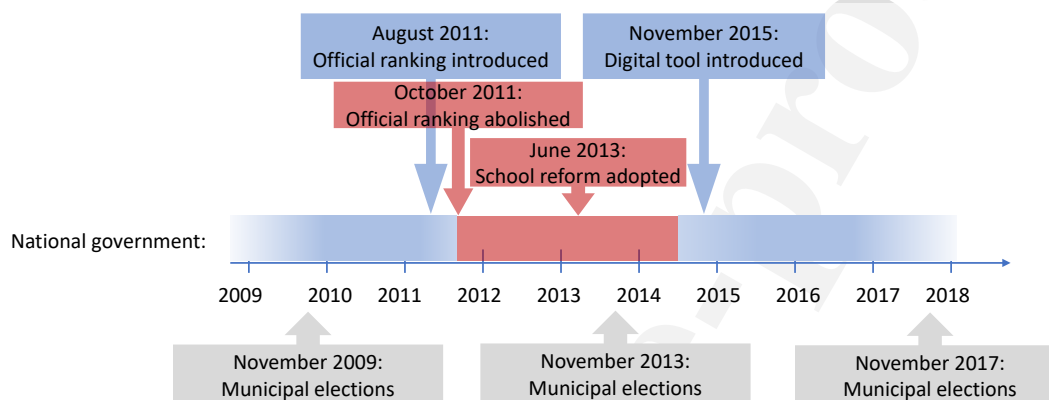 August 2011:
Official ranking introduced
November 2015:
Digital tool introduced
October 2011:
Official ranking abolished
June 2013:
School reform adopted
National government:
2009 2010 2011 2012 2013 2014 2015 2016 2017 2018
November 2009:
Municipal elections
November 2013:
Municipal elections
November 2017:
Municipal elections